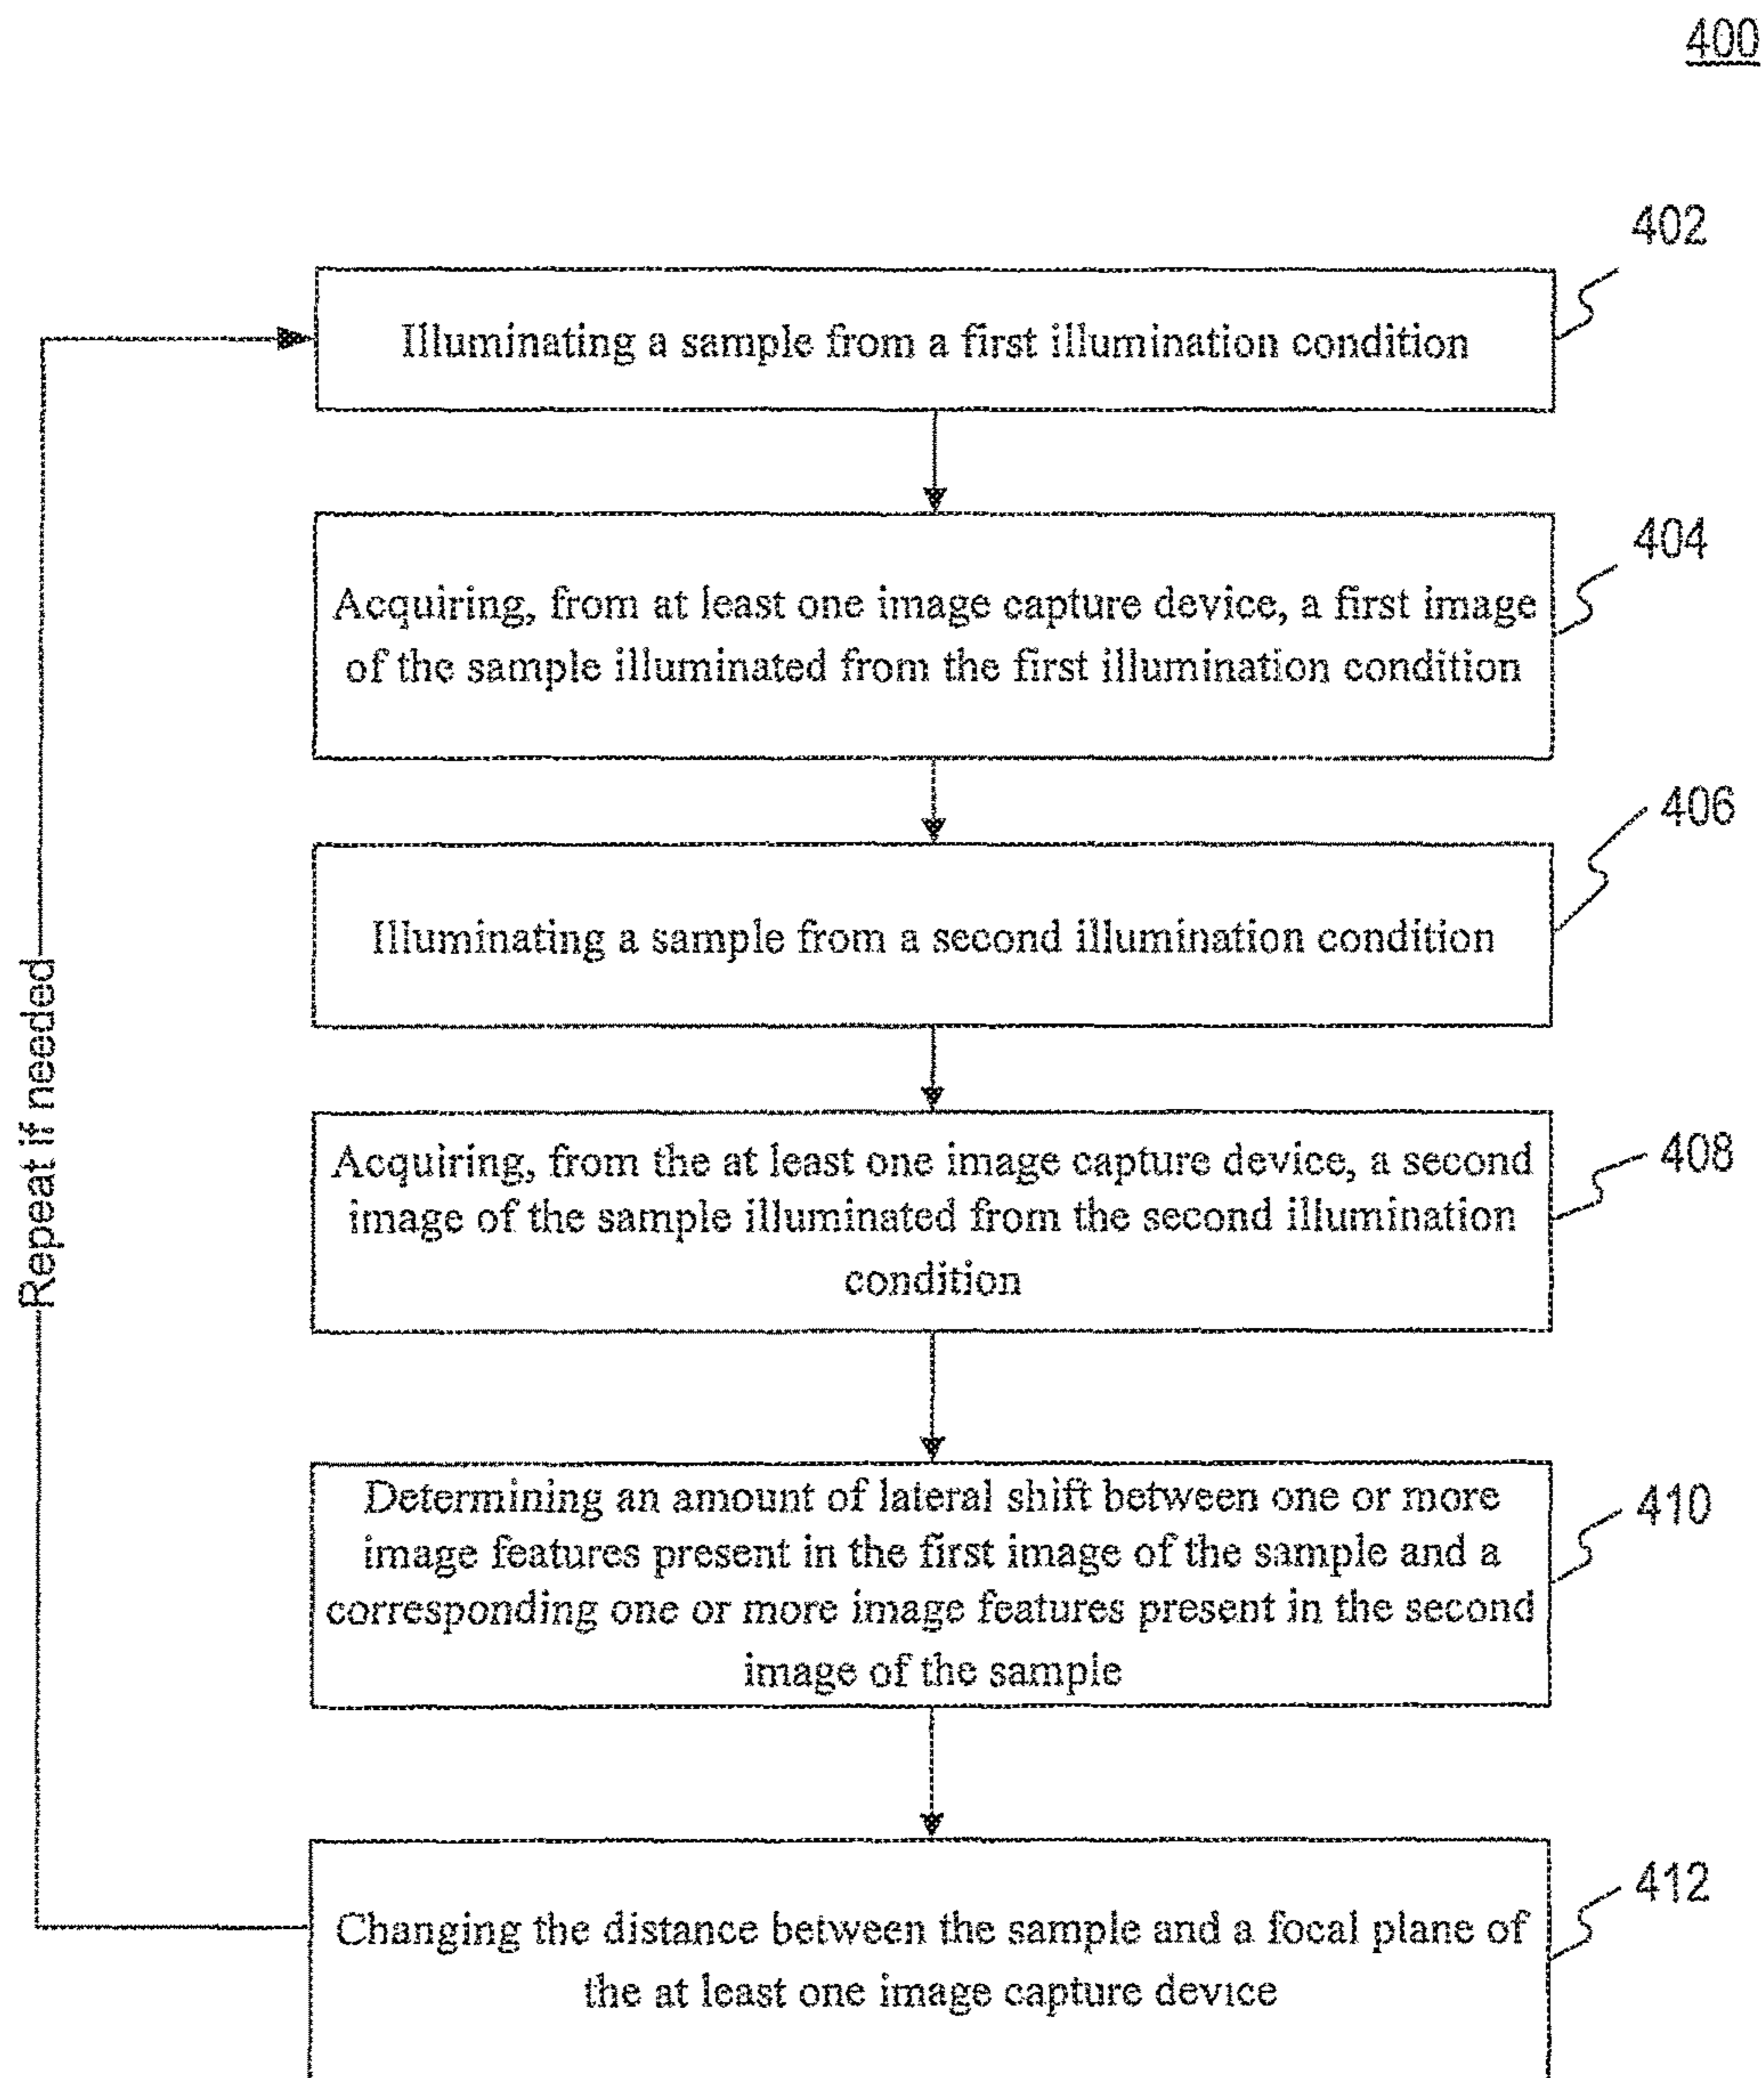 400
402
Illuminating a sample from a first illumination condition
404
Acquiring, from at least one image capture device, a first image
of the sample illuminated from the first illumination condition
406
Illuminating a sample from a second illumination condition
408
Acquiring, from the at least one image capture device, a second
image of the sample illuminated from the second illumination
condition
410
Determining an amount of lateral shift between one or more
image features present in the first image of the sample and a
corresponding one or more image features present in the second
image of the sample
412
Changing the distance between the sample and a focal plane of
the at least one image capture device
Repeat if needed